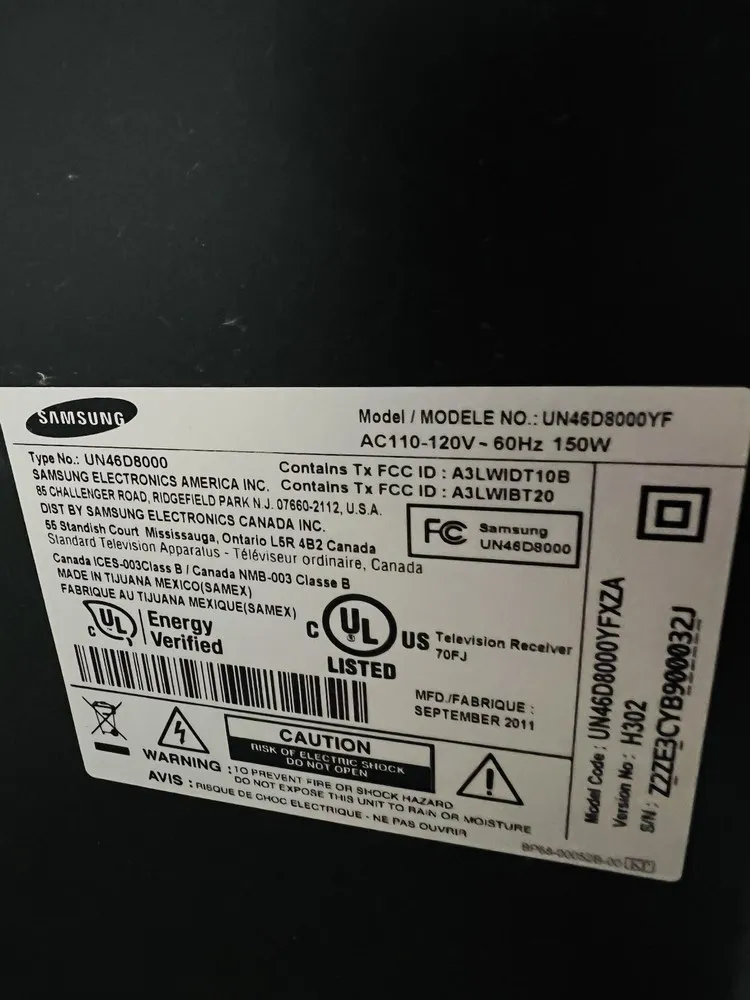 SAMSUNG
Model / MODELE NO.: UN46D8000YF
AC110-120V~ 60Hz 150W
Type No.: UN46D8000
Contains Tx FCC ID : A3LWIDT10B
SAMSUNG ELECTRONICS AMERICA INC.
Contains Tx FCC ID : A3LWIBT20
85 CHALLENGER ROAD, RIDGEFIELD PARK N.J. 07660-2112, U.S.A.
DIST BY SAMSUNG ELECTRONICS CANADA INC.
55 Standish Court Mississauga, Ontario L5R 4B2 Canada
Standard Television Apparatus - Téléviseur ordinaire, Canada
FC Samsung
UN46D8000
Canada ICES-003Class B / Canada NMB-003 Classe B
MADE IN TIJUANA MEXICO(SAMEX)
FABRIQUE AU TIJUANA MEXIQUE(SAMEX)
C UL Energy
Verified
C UL US
LISTED
Television Receiver
70FJ
MFD./FABRIQUE :
SEPTEMBER 2011
CAUTION
RISK OF ELECTRIC SHOCK
DO NOT OPEN
WARNING : TO PREVENT FIRE OR SHOCK HAZARD
DO NOT EXPOSE THIS UNIT TO RAIN OR MOISTURE
AVIS : RISQUE DE CHOC ELECTRIQUE - NE PAS OUVRIR
Model Code : UN46D8000YFXZA
Version No : H302
S/N : Z2ZE3CYB900032J